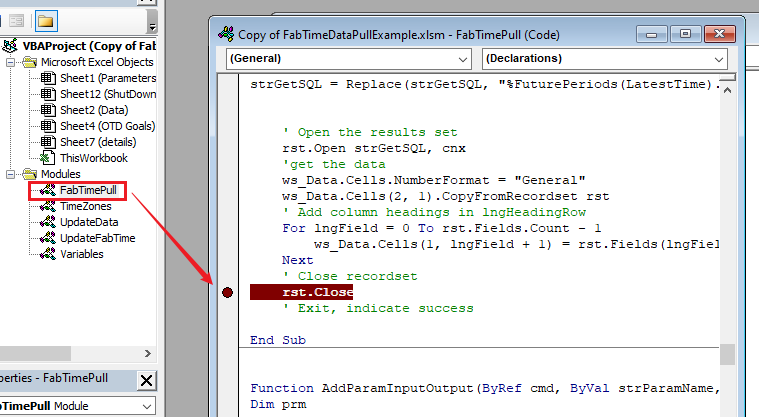 VBAProject (Copy of Fab
Microsoft Excel Objects
Sheet1 (Parameters
Sheet12 (ShutDown
Sheet2 (Data)
Sheet4 (OTD Goals)
Sheet7 (details)
ThisWorkbook
Modules
FabTimePull
TimeZones
UpdateData
UpdateFabTime
Variables
operties - FabTimePull
bTimePull Module
Copy of FabTimeDataPullExample.xlsm - FabTimePull (Code)
(General) (Declarations)
strGetSQL = Replace(strGetSQL, "%FuturePeriods(LatestTime).
' Open the results set
rst.Open strGetSQL, cnx
'get the data
ws_Data.Cells.NumberFormat = "General"
ws_Data.Cells(2, 1).CopyFromRecordset rst
' Add column headings in lngHeadingRow
For lngField = 0 To rst.Fields.Count - 1
ws_Data.Cells(1, lngField + 1) = rst.Fields(lngFiel
Next
' Close recordset
rst.Close
' Exit, indicate success
End Sub
Function AddParamInputOutput(ByRef cmd, ByVal strParamName,
Dim prm